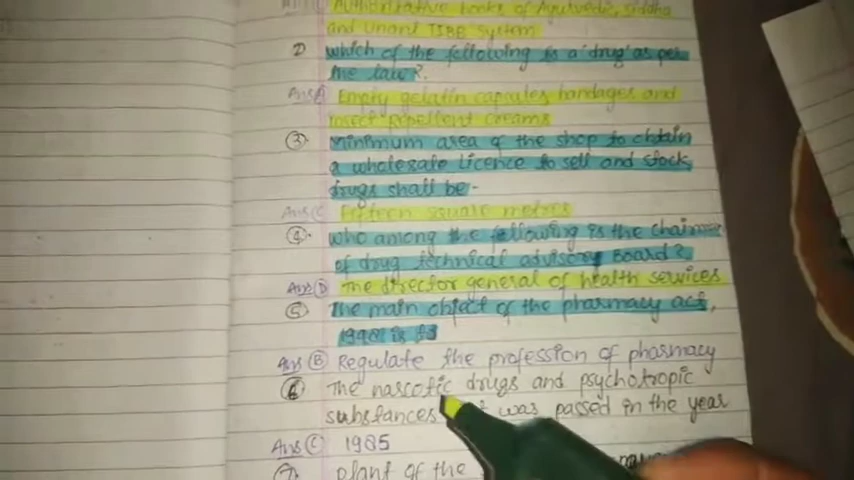 Authentative books of Ayurvedic, siddha
and Unani TIBB System
② which of the following is a 'drug' as per
the law?
Ans A Empty gelatin capsules bandages and
insect repellent creams
③ Minimum area of the shop to obtain
a wholesale licence to sell and stock
drugs shall be-
Ans C Fifteen square metres
④ who among the following is the chairman
of drug technical advisory Board?
Ans D The director general of health services
⑤ The main object of the pharmacy act,
1948 is to
Ans B Regulate the profession of pharmacy
⑥ The narcotic drugs and psychotropic
substances was passed in the year
Ans C 1985
⑦ plant of the